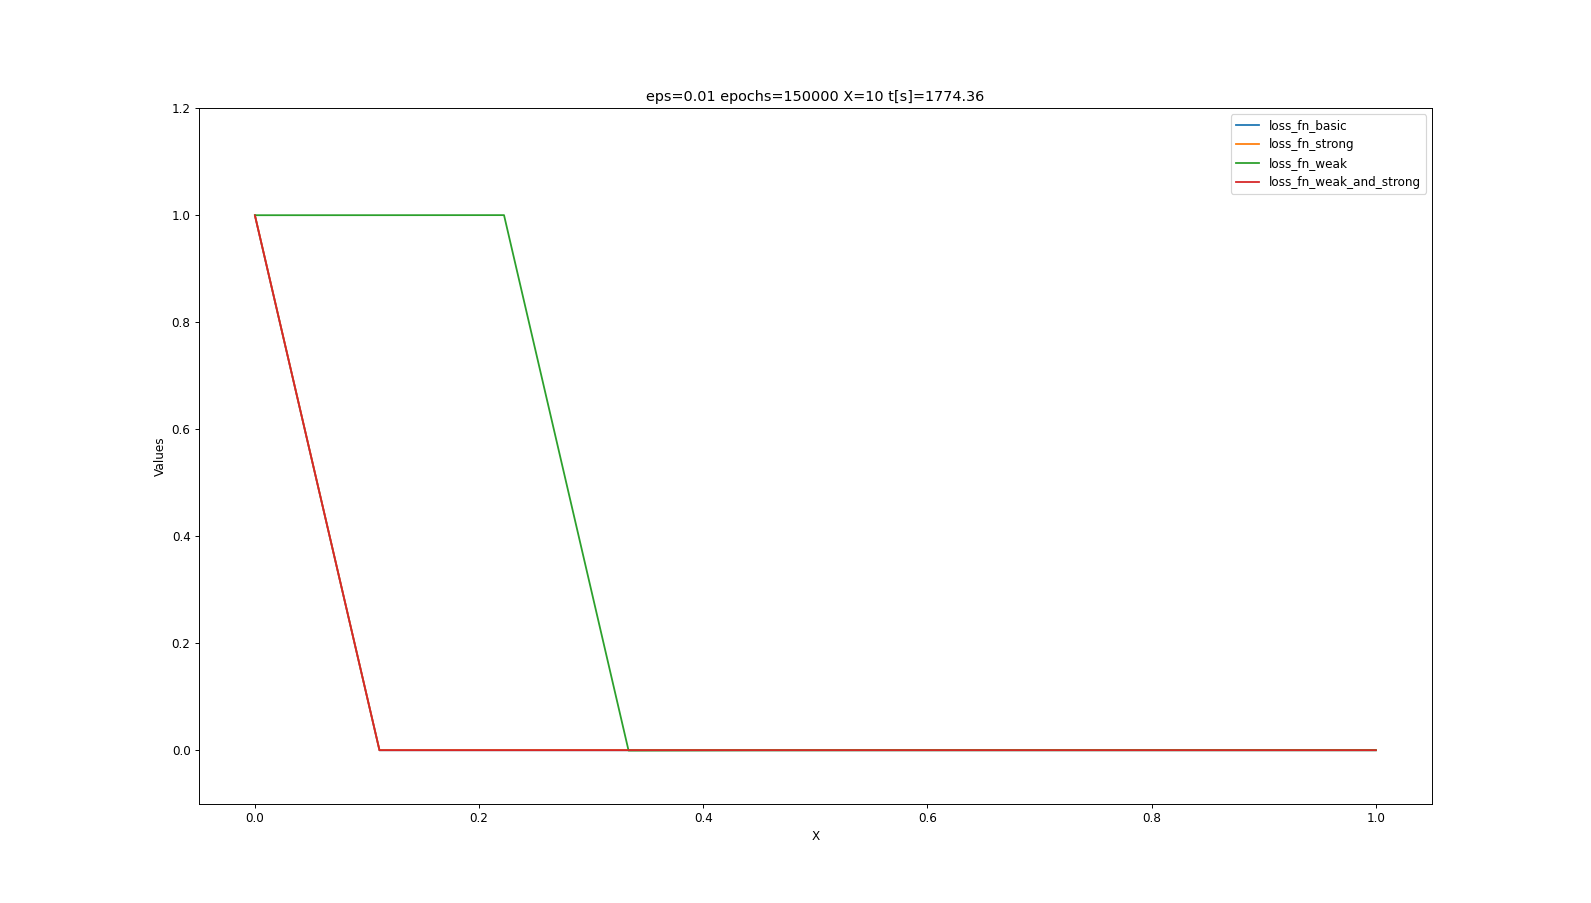 eps=0.01 epochs=150000 X=10 t[s]=1774.36
1.2
1.0
0.8
0.6
0.4
0.2
0.0
Values
loss_fn_basic
loss_fn_strong
loss_fn_weak
loss_fn_weak_and_strong
0.0 0.2 0.4 0.6 0.8 1.0
X